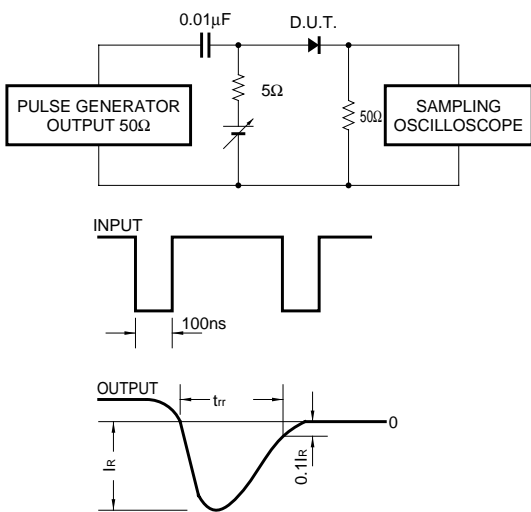 0.01μF
D.U.T.
5Ω
PULSE GENERATOR
OUTPUT 50Ω
50Ω
SAMPLING
OSCILLOSCOPE
INPUT
100ns
OUTPUT
trr
0
IR
0.1IR